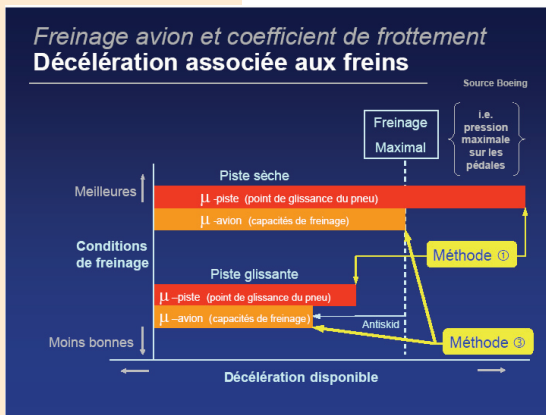 Freinage avion et coefficient de frottement
Décélération associée aux freins
Source Boeing
Freinage
Maximal
i.e.
pression
maximale
sur les
pédales
Piste sèche
Meilleures
μ -piste (point de glissance du pneu)
μ -avion (capacités de freinage)
Conditions
de freinage
Méthode ①
Piste glissante
μ –piste (point de glissance du pneu)
μ –avion (capacités de freinage)
Antiskid
Moins bonnes
Méthode ③
Décélération disponible